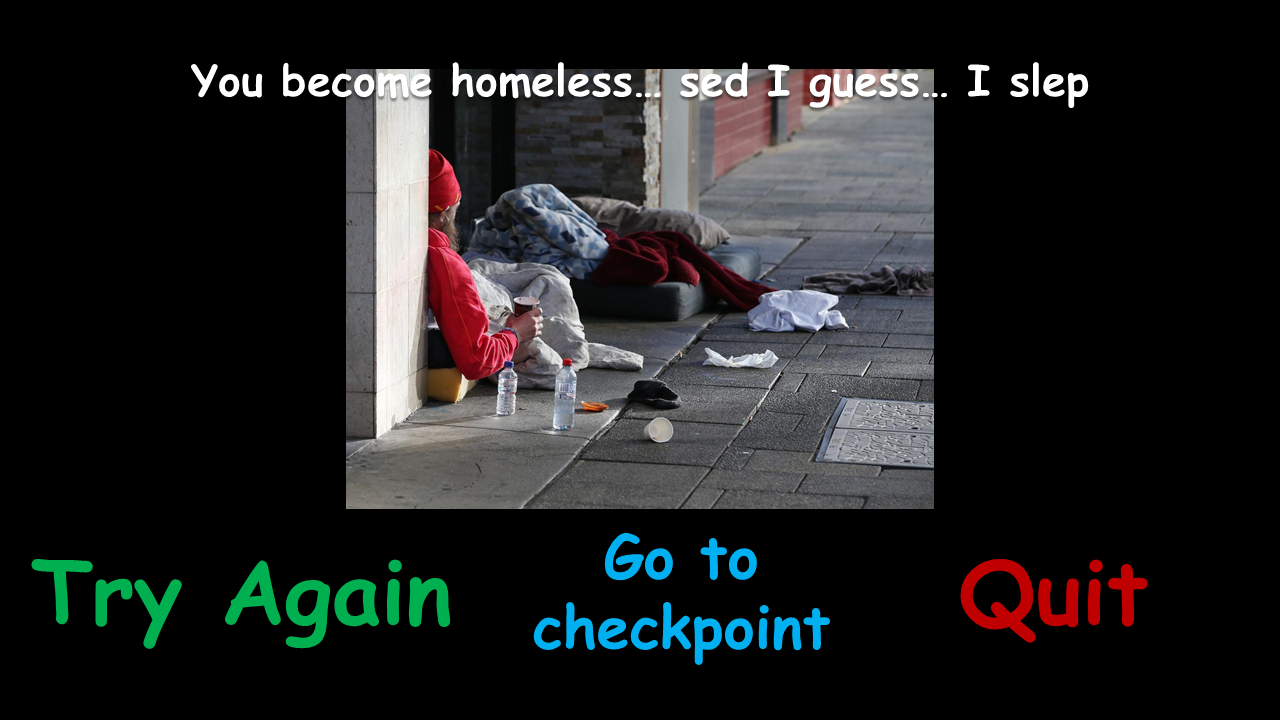 You become homeless… sed I guess… I slep
Try Again
Go to
checkpoint
Quit